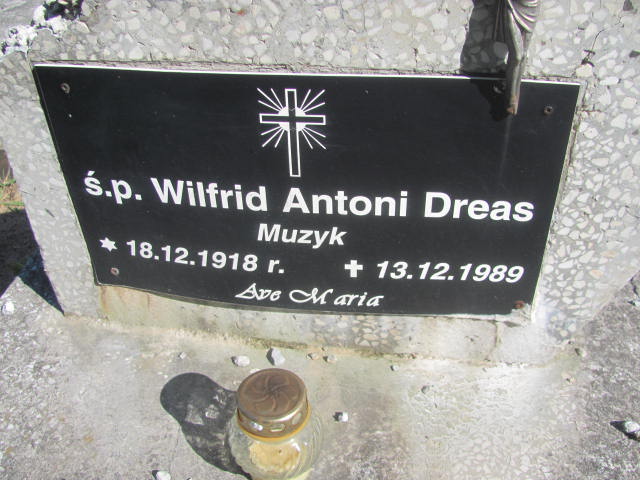 ś.p. Wilfrid Antoni Dreas
Muzyk
* 18.12.1918 r. ✝ 13.12.1989
Ave Maria